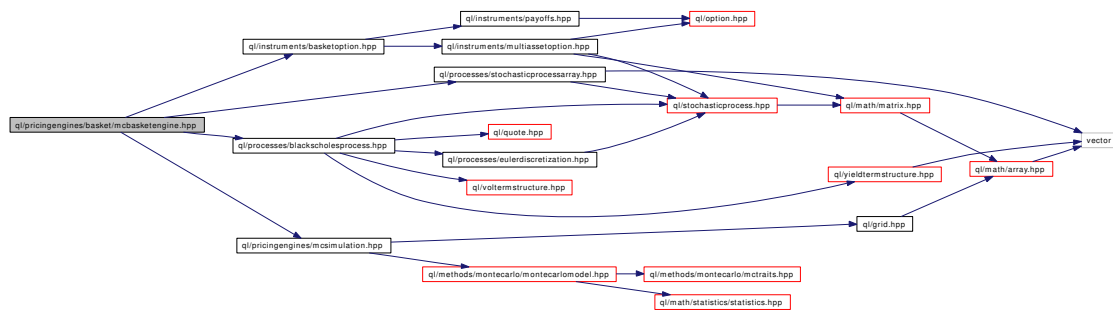 ql/instruments/payoffs.hpp
ql/option.hpp
ql/instruments/basketoption.hpp
ql/instruments/multiassetoption.hpp
ql/processes/stochasticprocessarray.hpp
ql/stochasticprocess.hpp
ql/math/matrix.hpp
ql/pricingengines/basket/mcbasketengine.hpp
ql/quote.hpp
ql/processes/blackscholesprocess.hpp
vector
ql/processes/eulerdiscretization.hpp
ql/math/array.hpp
ql/yieldtermstructure.hpp
ql/voltermstructure.hpp
ql/grid.hpp
ql/pricingengines/mcsimulation.hpp
ql/methods/montecarlo/montecarlomodel.hpp
ql/methods/montecarlo/mctraits.hpp
ql/math/statistics/statistics.hpp